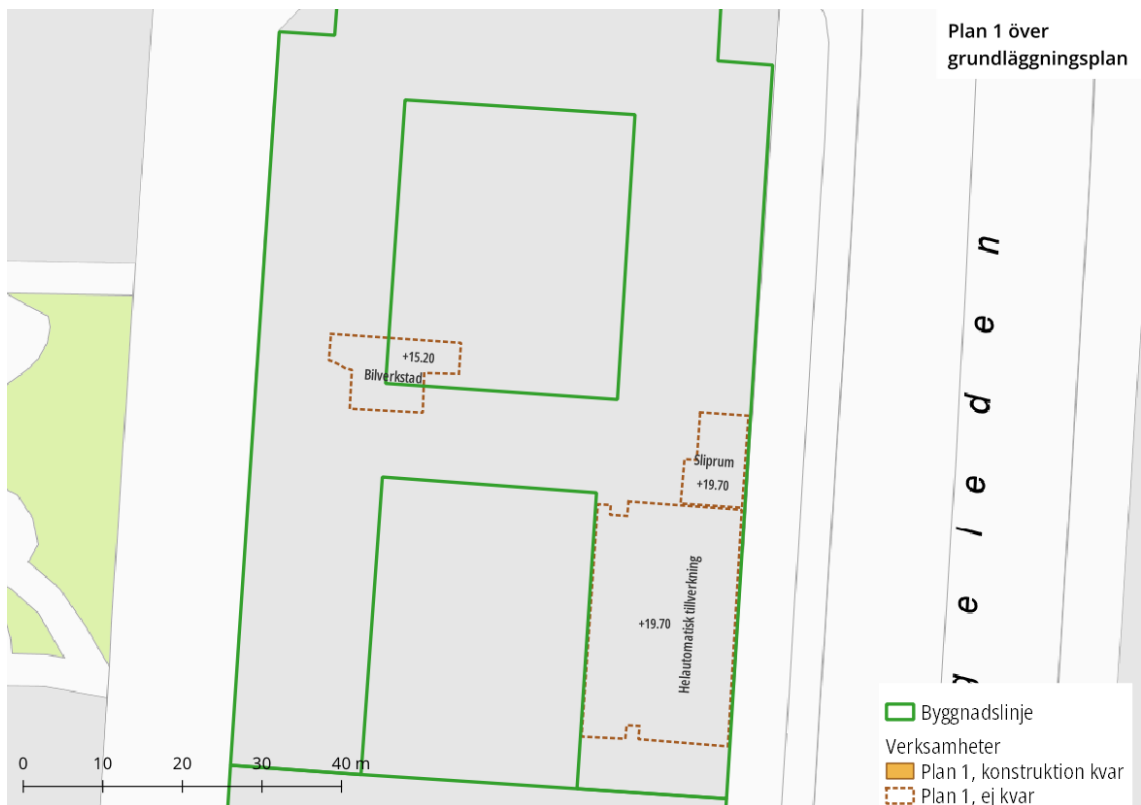 Plan 1 över
grundläggningsplan
+15.20
Bilverkstad
Sliprum
+19.70
Helautomatisk tillverkning
+19.70
geleden
0 10 20 30 40 m
Byggnadslinje
Verksamheter
Plan 1, konstruktion kvar
Plan 1, ej kvar